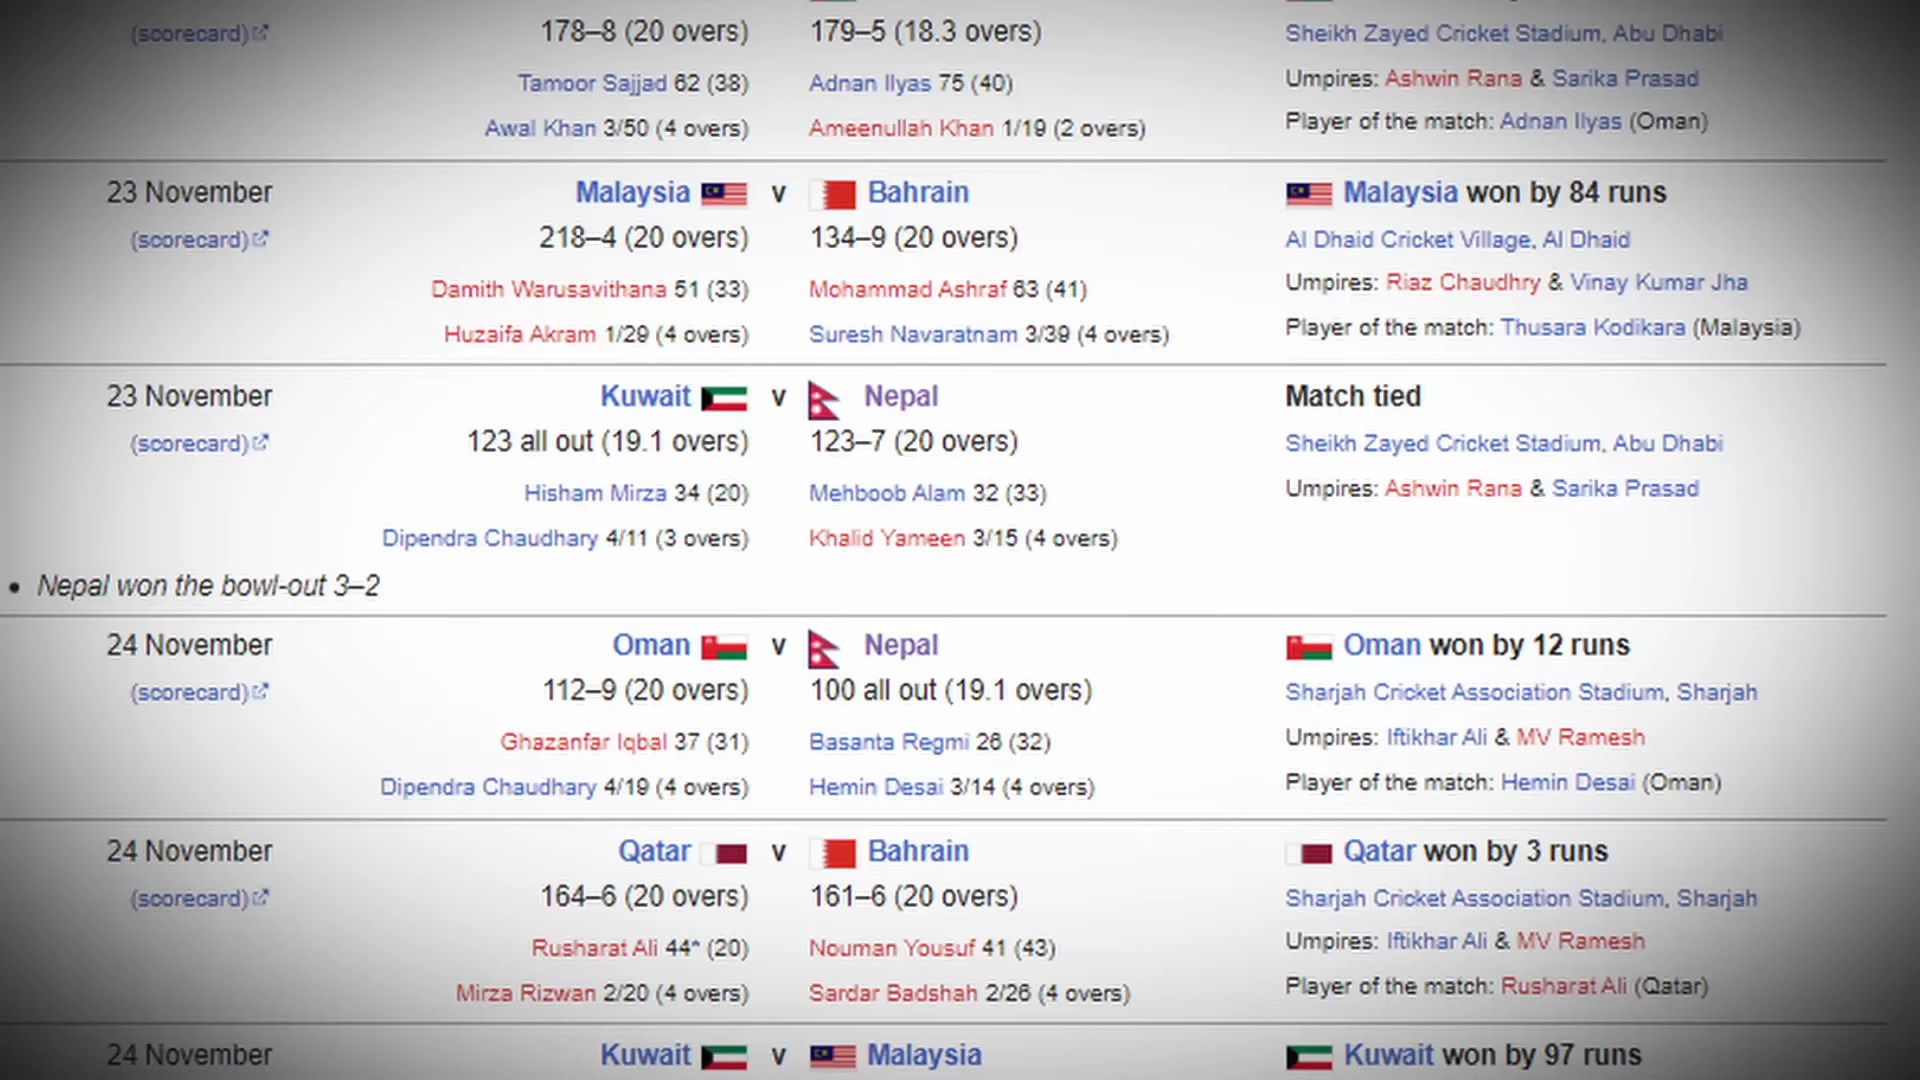 (scorecard) 178–8 (20 overs) 179–5 (18.3 overs) Sheikh Zayed Cricket Stadium, Abu Dhabi
Tamoor Sajjad 62 (38) Adnan Ilyas 75 (40) Umpires: Ashwin Rana & Sarika Prasad
Awal Khan 3/50 (4 overs) Ameenullah Khan 1/19 (2 overs) Player of the match: Adnan Ilyas (Oman)
23 November Malaysia v Bahrain Malaysia won by 84 runs
(scorecard) 218–4 (20 overs) 134–9 (20 overs) Al Dhaid Cricket Village, Al Dhaid
Damith Warusavithana 51 (33) Mohammad Ashraf 63 (41) Umpires: Riaz Chaudhry & Vinay Kumar Jha
Huzaifa Akram 1/29 (4 overs) Suresh Navaratnam 3/39 (4 overs) Player of the match: Thusara Kodikara (Malaysia)
23 November Kuwait v Nepal Match tied
(scorecard) 123 all out (19.1 overs) 123–7 (20 overs) Sheikh Zayed Cricket Stadium, Abu Dhabi
Hisham Mirza 34 (20) Mehboob Alam 32 (33) Umpires: Ashwin Rana & Sarika Prasad
Dipendra Chaudhary 4/11 (3 overs) Khalid Yameen 3/15 (4 overs)
• Nepal won the bowl-out 3–2
24 November Oman v Nepal Oman won by 12 runs
(scorecard) 112–9 (20 overs) 100 all out (19.1 overs) Sharjah Cricket Association Stadium, Sharjah
Ghazanfar Iqbal 37 (31) Basanta Regmi 26 (32) Umpires: Iftikhar Ali & MV Ramesh
Dipendra Chaudhary 4/19 (4 overs) Hemin Desai 3/14 (4 overs) Player of the match: Hemin Desai (Oman)
24 November Qatar v Bahrain Qatar won by 3 runs
(scorecard) 164–6 (20 overs) 161–6 (20 overs) Sharjah Cricket Association Stadium, Sharjah
Rusharat Ali 44* (20) Nouman Yousuf 41 (43) Umpires: Iftikhar Ali & MV Ramesh
Mirza Rizwan 2/20 (4 overs) Sardar Badshah 2/26 (4 overs) Player of the match: Rusharat Ali (Qatar)
24 November Kuwait v Malaysia Kuwait won by 97 runs